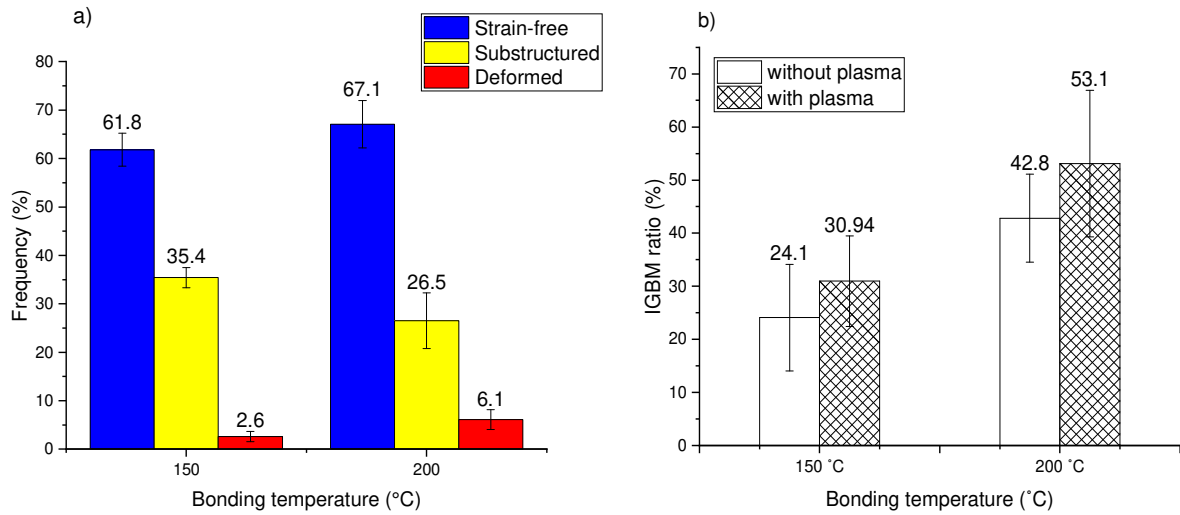 a)
Strain-free
Substructured
Deformed
80
70
60
50
40
30
20
10
0
61.8
35.4
2.6
67.1
26.5
6.1
150
200
Frequency (%)
Bonding temperature (°C)
b)
without plasma
with plasma
70
60
50
40
30
20
10
0
24.1
30.94
42.8
53.1
150 ˚C
200 ˚C
IGBM ratio (%)
Bonding temperature (˚C)